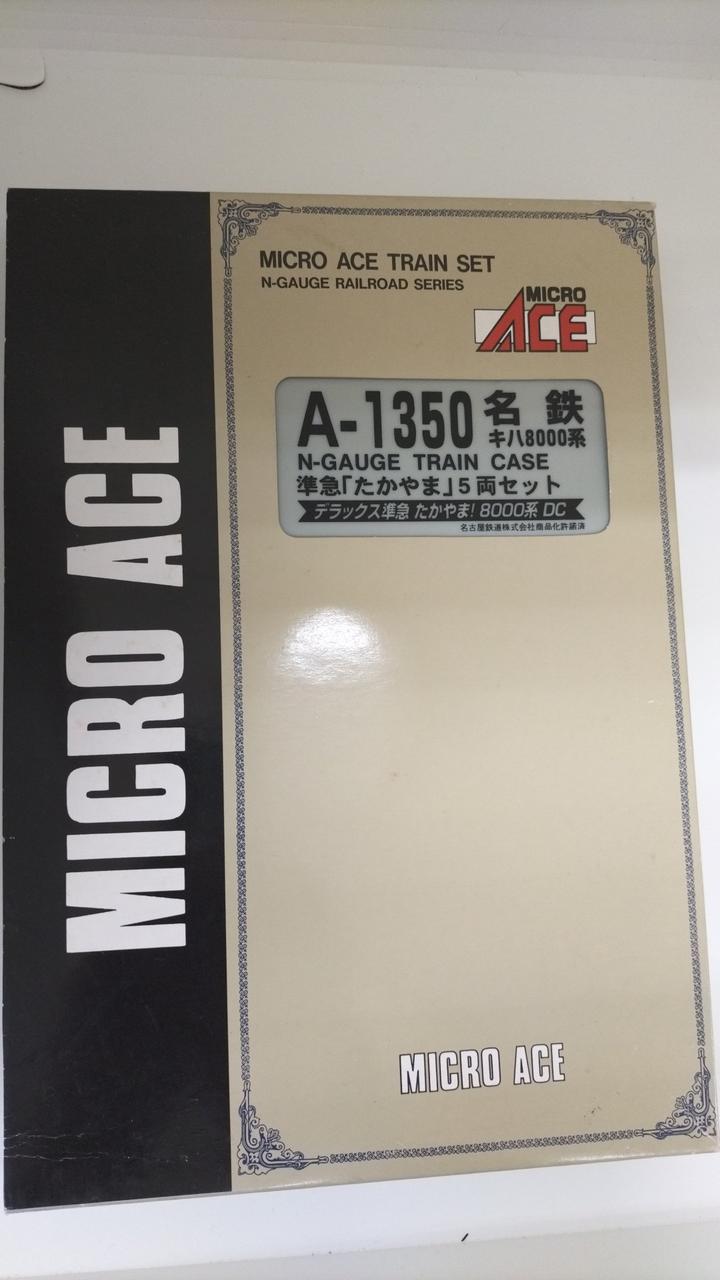 MICRO ACE
MICRO ACE TRAIN SET
N-GAUGE RAILROAD SERIES
MICRO
ACE
A-1350 名鉄
キハ8000系
N-GAUGE TRAIN CASE
準急「たかやま」5両セット
デラックス準急 たかやま! 8000系 DC
名古屋鉄道株式会社商品化許諾済
MICRO ACE